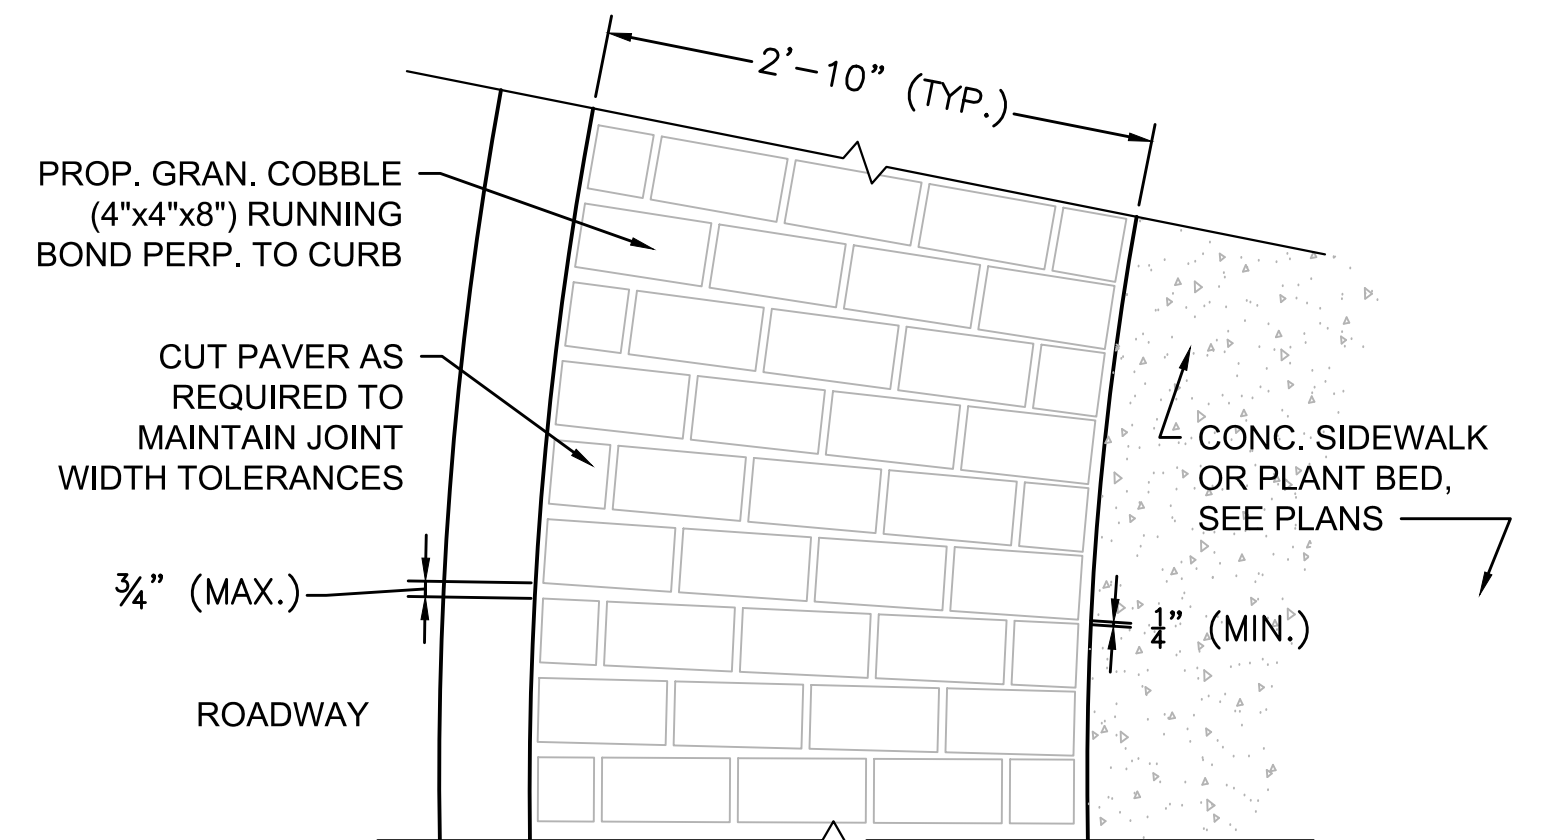 2'-10" (TYP.)
PROP. GRAN. COBBLE
(4"x4"x8") RUNNING
BOND PERP. TO CURB
CUT PAVER AS
REQUIRED TO
MAINTAIN JOINT
WIDTH TOLERANCES
CONC. SIDEWALK
OR PLANT BED,
SEE PLANS
¾" (MAX.)
¼" (MIN.)
ROADWAY